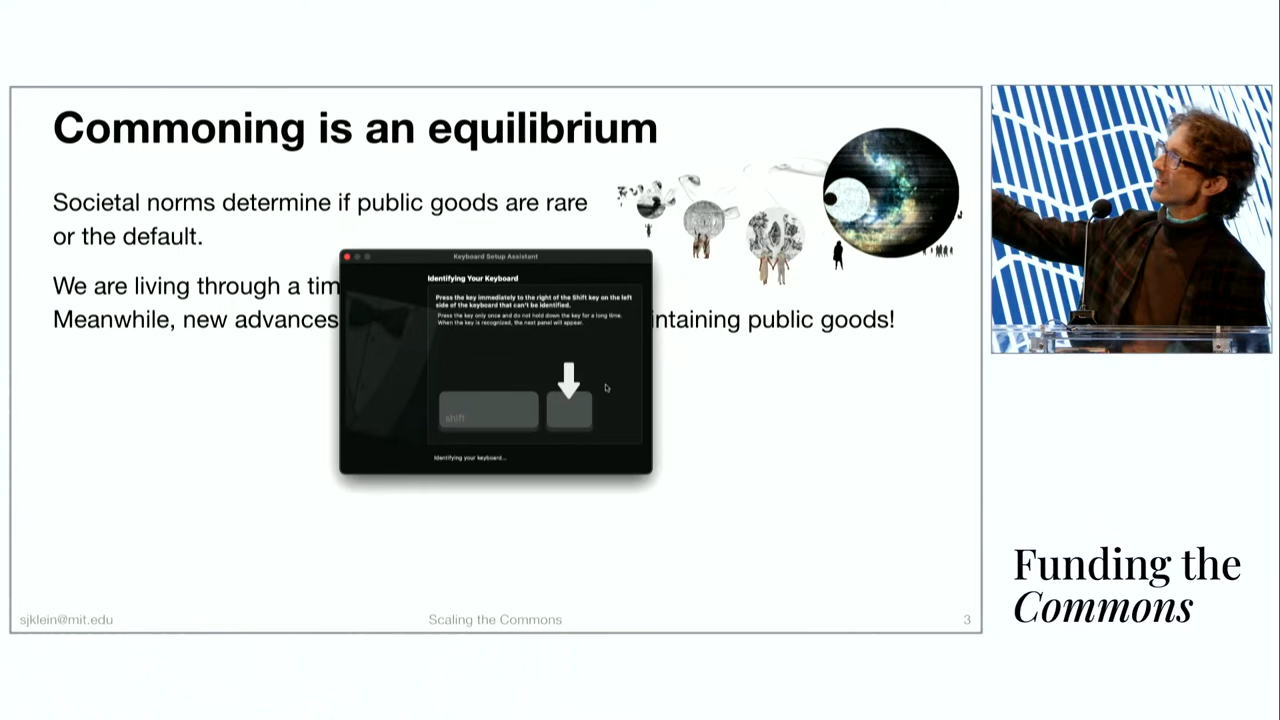 Commoning is an equilibrium
Societal norms determine if public goods are rare
or the default.
We are living through a tim
Meanwhile, new advances
intaining public goods!
Keyboard Setup Assistant
Identifying Your Keyboard
Press the key immediately to the right of the Shift key on the left
side of the keyboard that can't be identified.
Press the key only once and do not hold down the key for a long time.
When the key is recognized, the next panel will appear.
shift
Identifying your keyboard...
sjklein@mit.edu
Scaling the Commons
3
Funding the
Commons